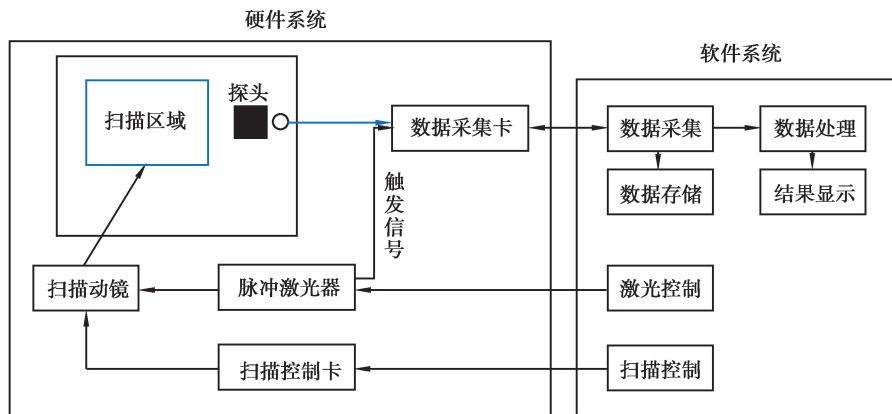 硬件系统
软件系统
探头
扫描区域
数据采集卡
数据采集
数据处理
触发信号
数据存储
结果显示
扫描动镜
脉冲激光器
激光控制
扫描控制卡
扫描控制